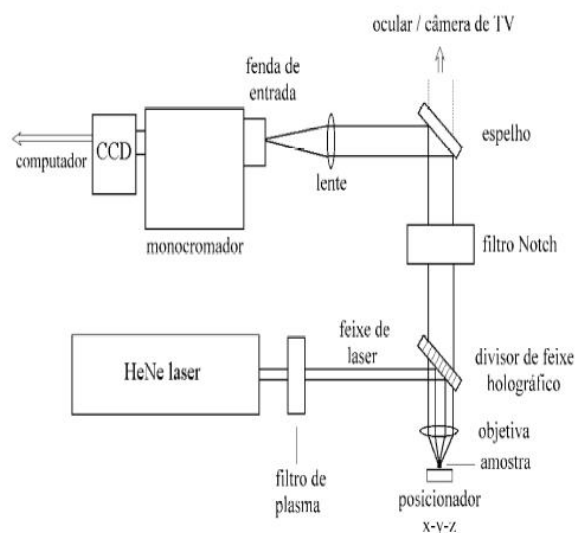 ocular / câmera de TV
fenda de
entrada
espelho
CCD
computador
lente
monocromador
filtro Notch
feixe de
laser
divisor de feixe
holográfico
HeNe laser
objetiva
amostra
filtro de
plasma
posicionador
x-y-z